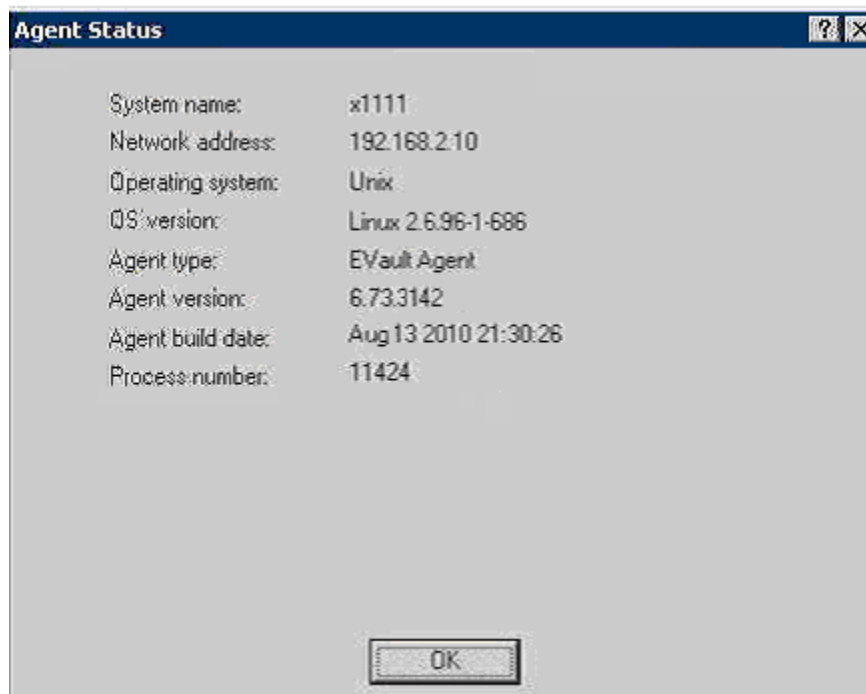 Agent Status
System name: x1111
Network address: 192.168.2.10
Operating system: Unix
OS version: Linux 2.6.96-1-686
Agent type: EVault Agent
Agent version: 6.73.3142
Agent build date: Aug 13 2010 21:30:26
Process number: 11424
OK